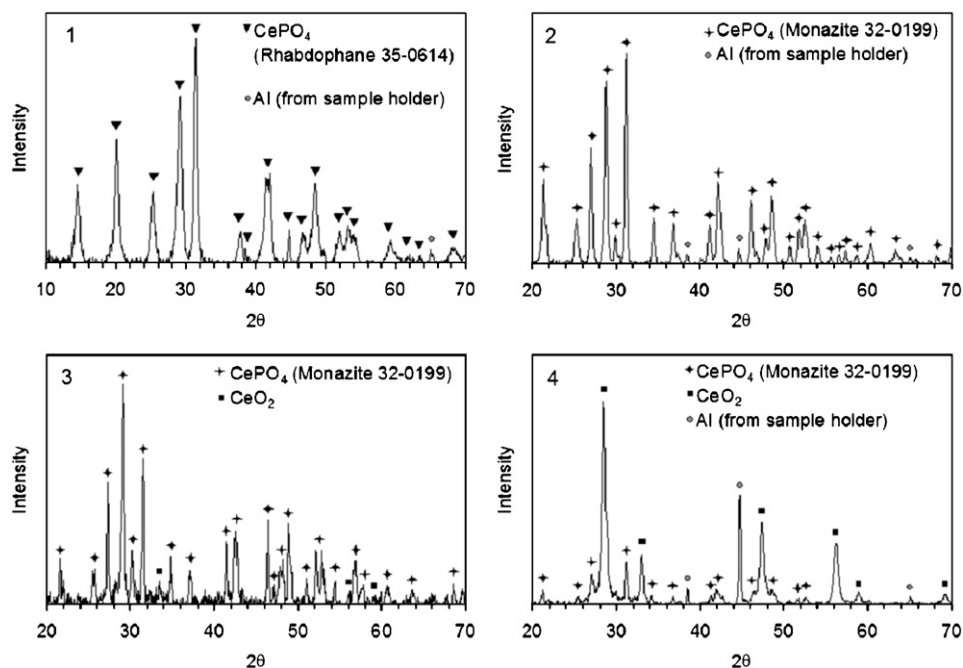 1
CePO₄
(Rhabdophane 35-0614)
Al (from sample holder)
Intensity
10 20 30 40 50 60 70
2θ
2
CePO₄ (Monazite 32-0199)
Al (from sample holder)
Intensity
20 30 40 50 60 70
2θ
3
CePO₄ (Monazite 32-0199)
CeO₂
Intensity
20 30 40 50 60 70
2θ
4
CePO₄ (Monazite 32-0199)
CeO₂
Al (from sample holder)
Intensity
20 30 40 50 60 70
2θ